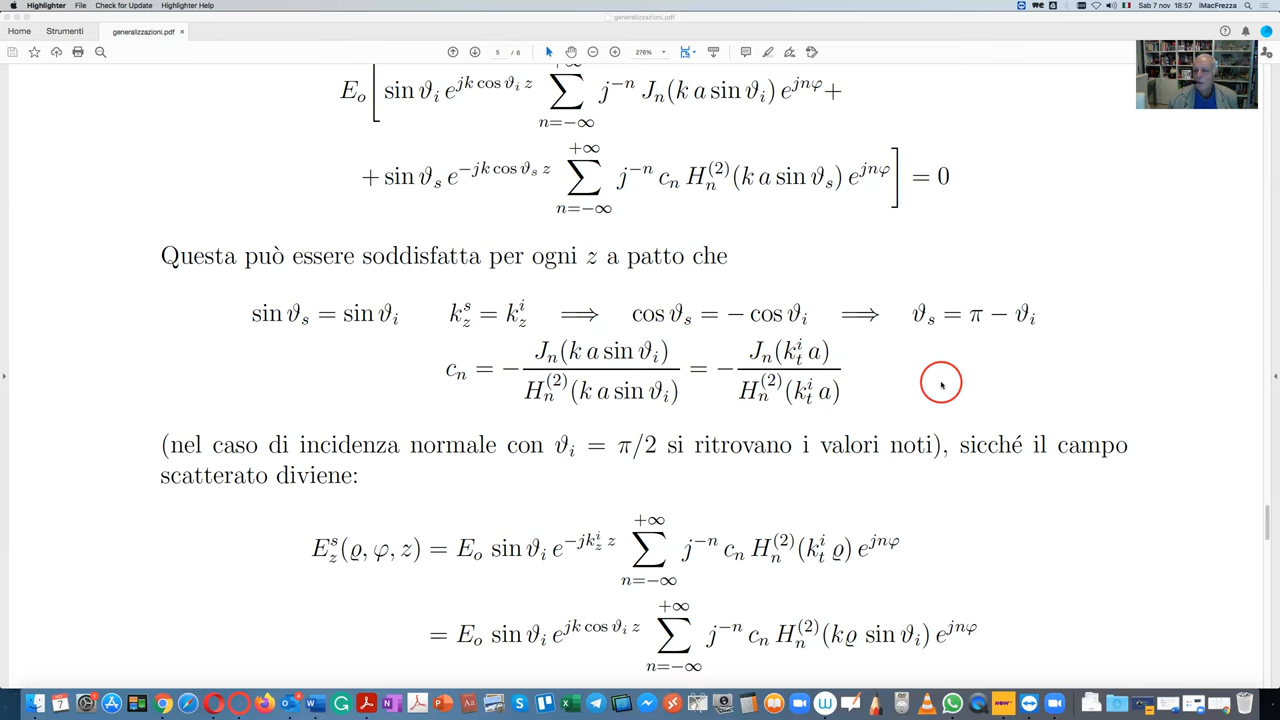 Highlighter File Check for Update Highlighter Help Sab 7 nov 18:57 iMacFrezza
generalizzazioni.pdf
Home Strumenti generalizzazioni.pdf ×
5 / 6 276%
E_o [ sin ϑ_i e^{jk cos ϑ_i z} ∑_{n=−∞}^{+∞} j^{−n} J_n(k a sin ϑ_i) e^{jnφ} +
+ sin ϑ_s e^{−jk cos ϑ_s z} ∑_{n=−∞}^{+∞} j^{−n} c_n H_n^{(2)}(k a sin ϑ_s) e^{jnφ} ] = 0
Questa può essere soddisfatta per ogni z a patto che
sin ϑ_s = sin ϑ_i k_z^s = k_z^i ⟹ cos ϑ_s = − cos ϑ_i ⟹ ϑ_s = π − ϑ_i
c_n = − J_n(k a sin ϑ_i) / H_n^{(2)}(k a sin ϑ_i) = − J_n(k_t^i a) / H_n^{(2)}(k_t^i a)
(nel caso di incidenza normale con ϑ_i = π/2 si ritrovano i valori noti), sicché il campo
scatterato diviene:
E_z^s(ϱ, φ, z) = E_o sin ϑ_i e^{−jk_z^i z} ∑_{n=−∞}^{+∞} j^{−n} c_n H_n^{(2)}(k_t^i ϱ) e^{jnφ}
= E_o sin ϑ_i e^{jk cos ϑ_i z} ∑_{n=−∞}^{+∞} j^{−n} c_n H_n^{(2)}(kϱ sin ϑ_i) e^{jnφ}